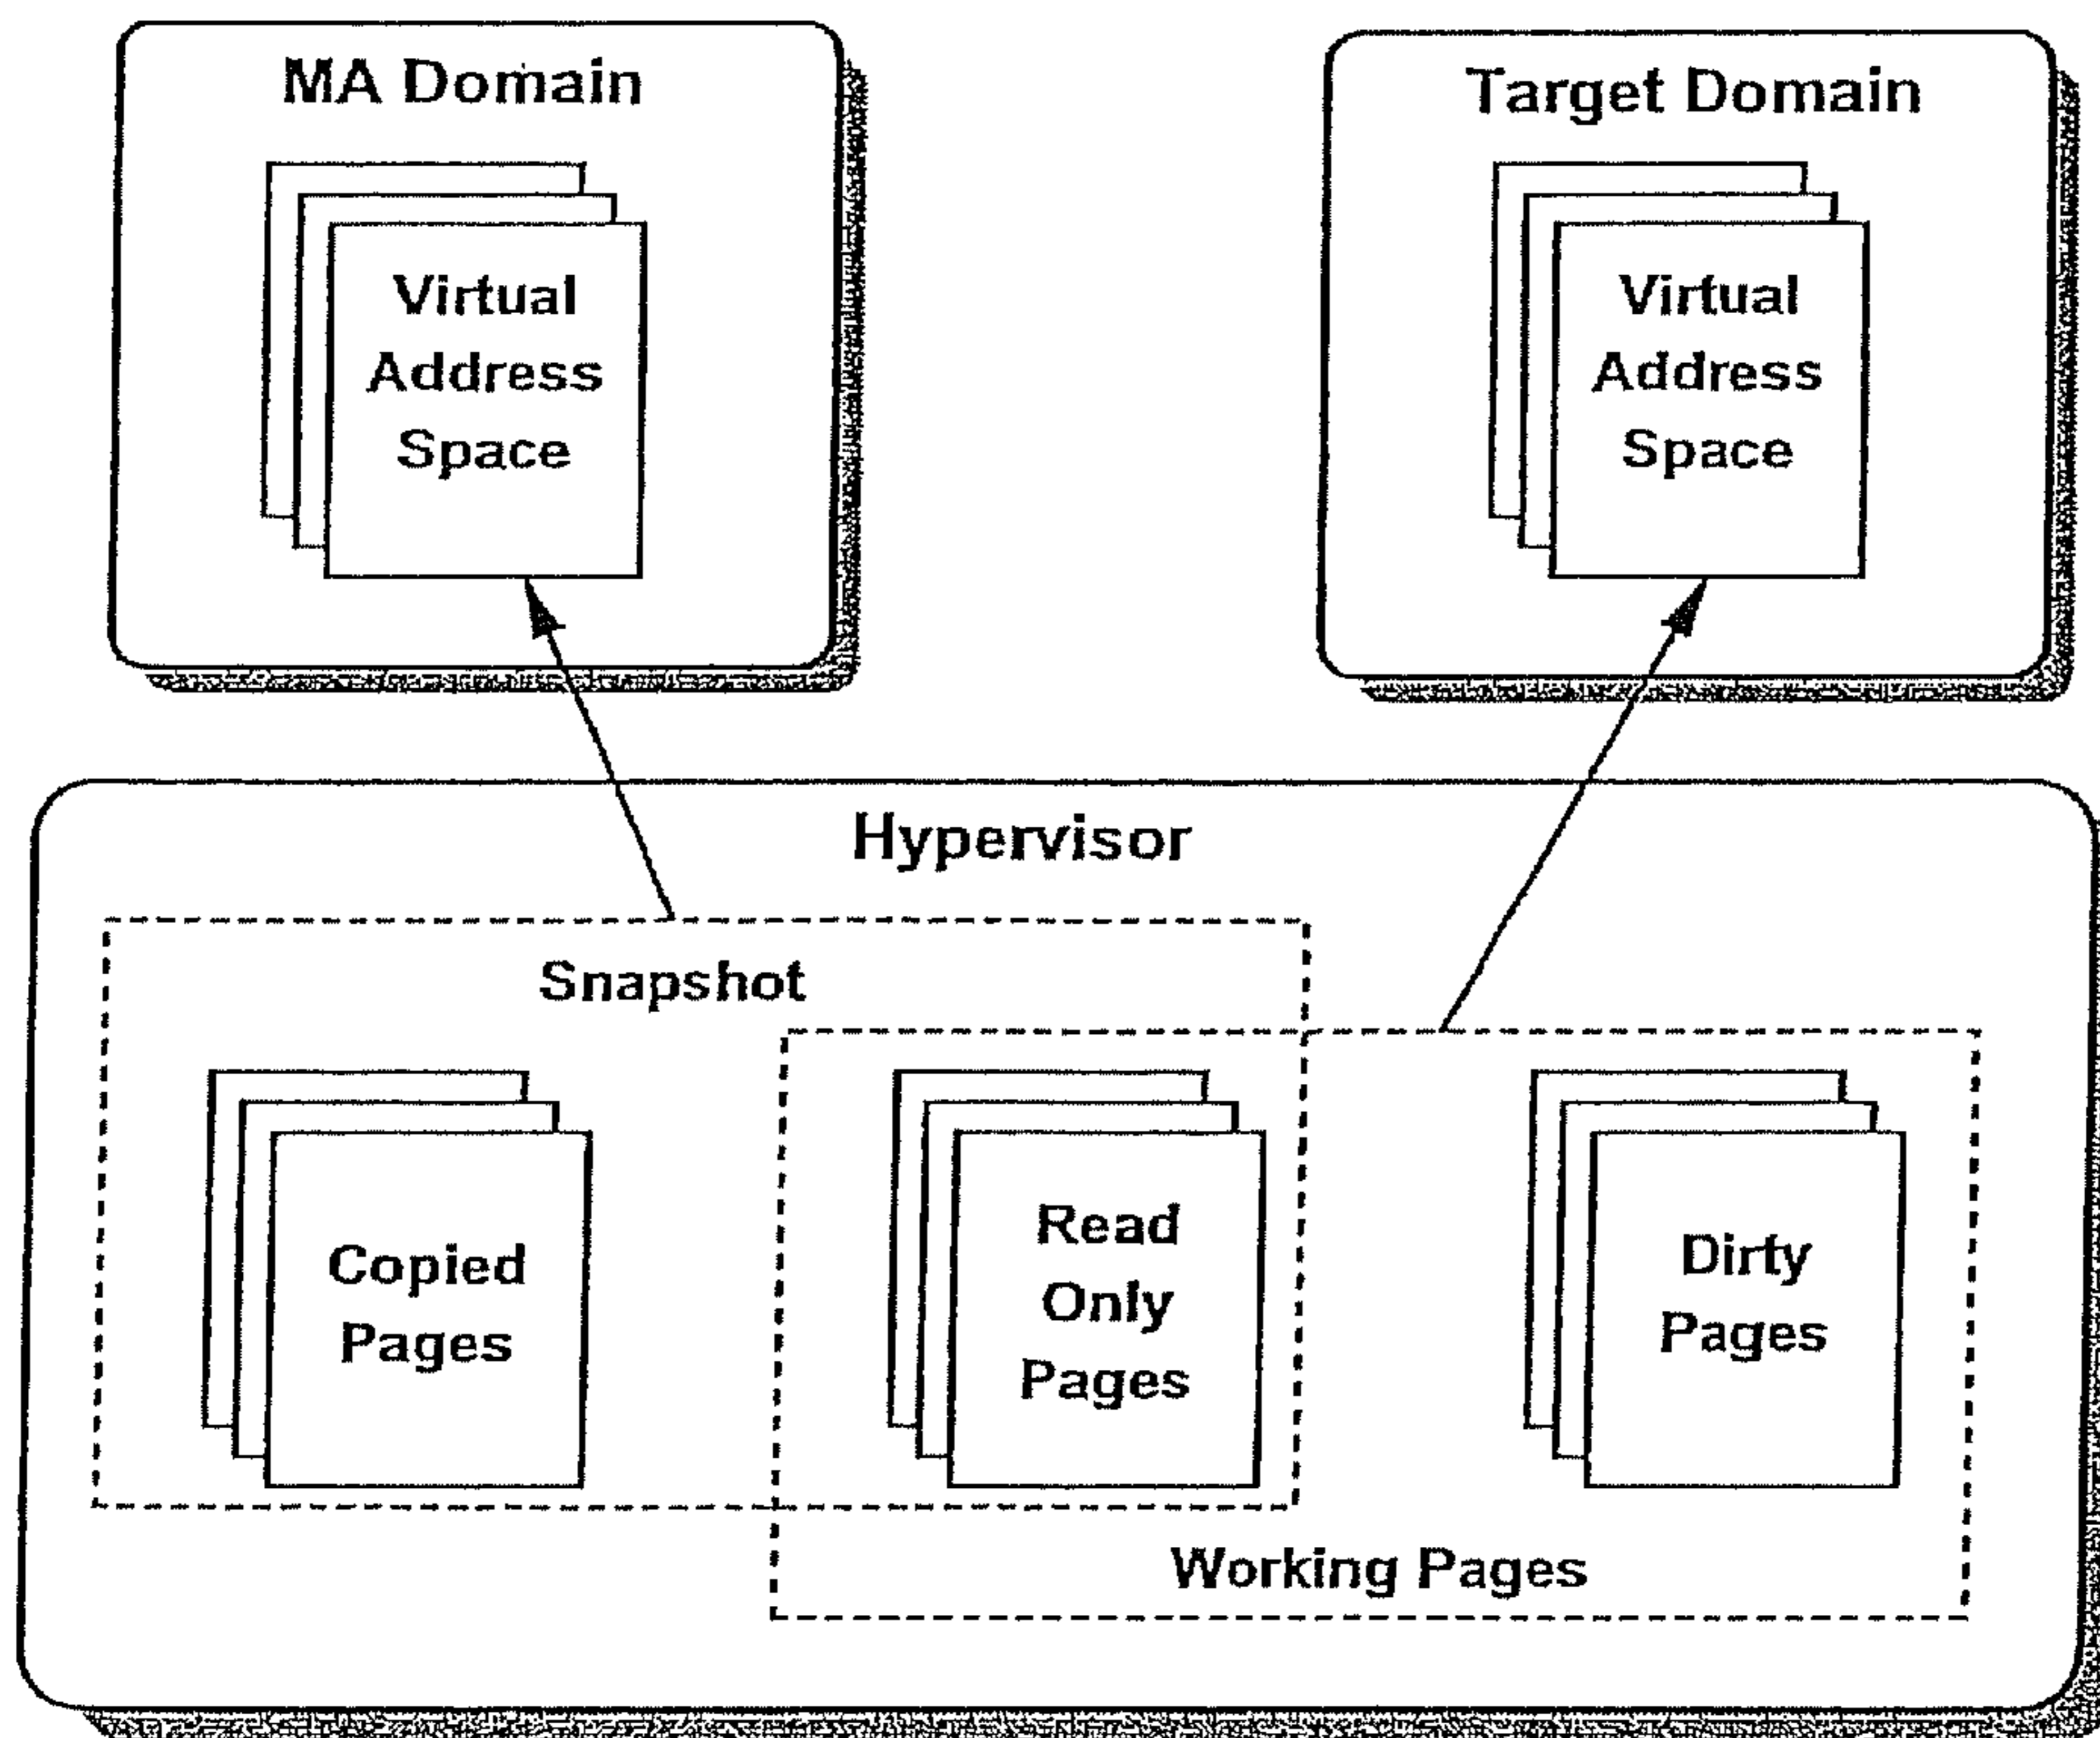 MA Domain
Virtual
Address
Space
Target Domain
Virtual
Address
Space
Hypervisor
Snapshot
Copied
Pages
Read
Only
Pages
Dirty
Pages
Working Pages